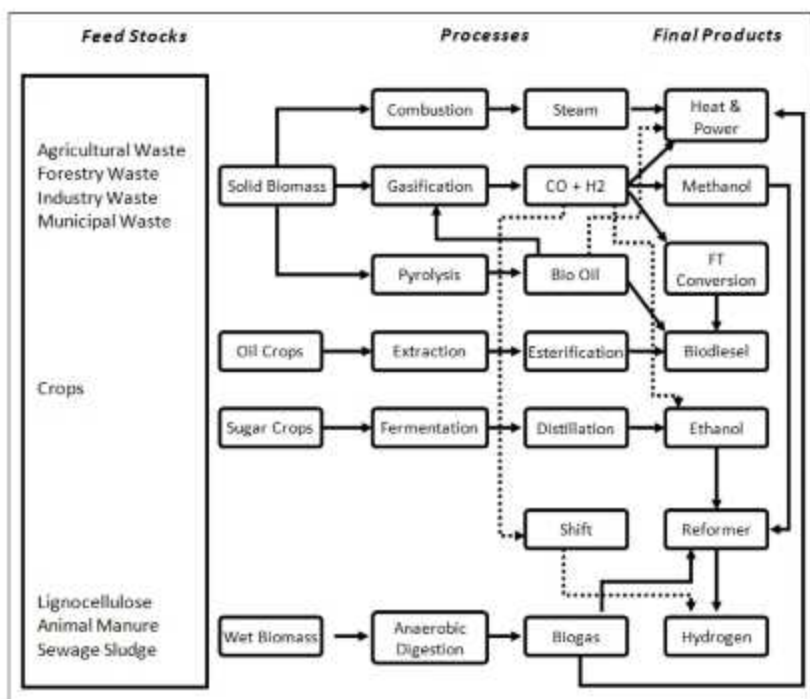 Feed Stocks
Processes
Final Products
Agricultural Waste
Forestry Waste
Industry Waste
Municipal Waste
Crops
Lignocellulose
Animal Manure
Sewage Sludge
Combustion
Steam
Heat &
Power
Solid Biomass
Gasification
CO + H2
Methanol
Pyrolysis
Bio Oil
FT
Conversion
Oil Crops
Extraction
Esterification
Biodiesel
Sugar Crops
Fermentation
Distillation
Ethanol
Shift
Reformer
Wet Biomass
Anaerobic
Digestion
Biogas
Hydrogen